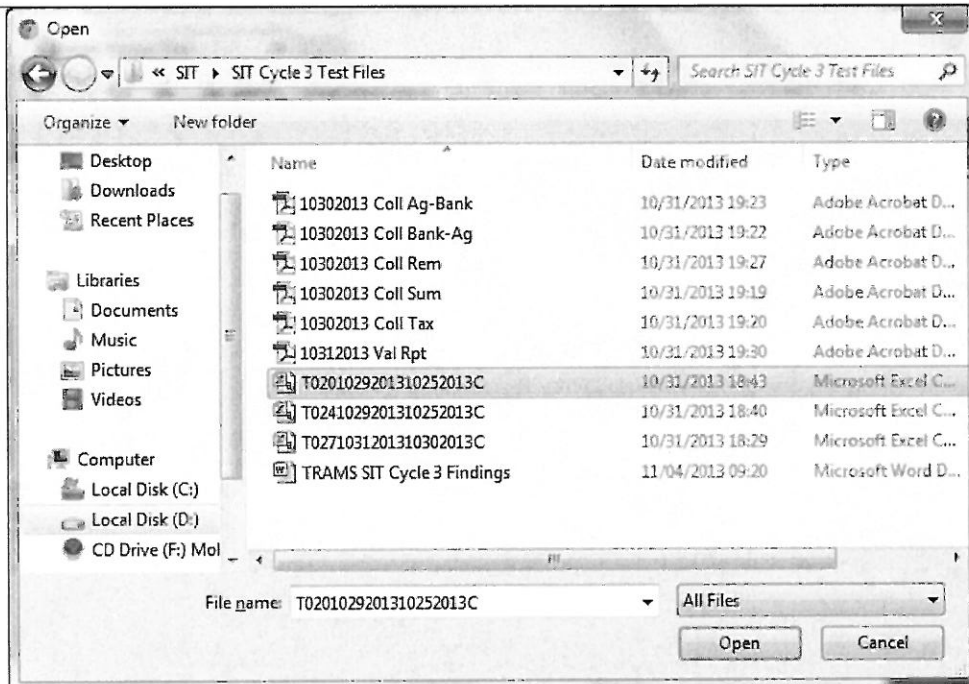 Open
« SIT ▸ SIT Cycle 3 Test Files
Search SIT Cycle 3 Test Files
Organize ▾ New folder
Desktop
Downloads
Recent Places
Libraries
Documents
Music
Pictures
Videos
Computer
Local Disk (C:)
Local Disk (D:)
CD Drive (F:) Mol
Name Date modified Type
10302013 Coll Ag-Bank 10/31/2013 19:23 Adobe Acrobat D...
10302013 Coll Bank-Ag 10/31/2013 19:22 Adobe Acrobat D...
10302013 Coll Rem 10/31/2013 19:27 Adobe Acrobat D...
10302013 Coll Sum 10/31/2013 19:19 Adobe Acrobat D...
10302013 Coll Tax 10/31/2013 19:20 Adobe Acrobat D...
10312013 Val Rpt 10/31/2013 19:30 Adobe Acrobat D...
T0201029201310252013C 10/31/2013 18:43 Microsoft Excel C...
T0241029201310252013C 10/31/2013 18:40 Microsoft Excel C...
T0271031201310302013C 10/31/2013 18:29 Microsoft Excel C...
TRAMS SIT Cycle 3 Findings 11/04/2013 09:20 Microsoft Word D...
File name: T0201029201310252013C
All Files
Open Cancel